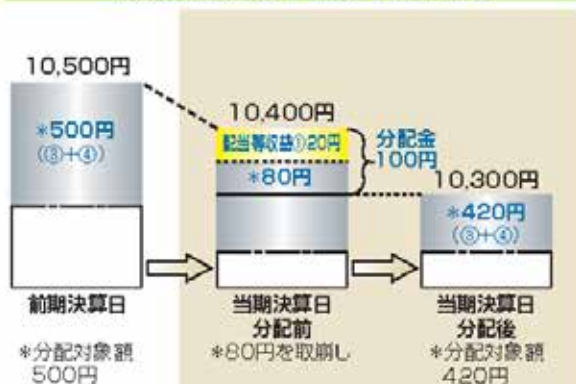 10,500円
*500円
(③+④)
前期決算日
*分配対象額
500円
10,400円
配当等収益①20円
*80円
分配金
100円
当期決算日
分配前
*80円を取崩し
10,300円
*420円
(③+④)
当期決算日
分配後
*分配対象額
420円